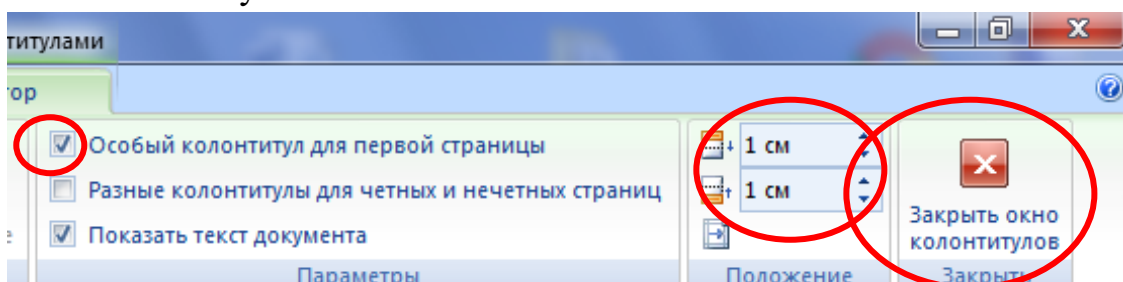 титулами
тор
Особый колонтитул для первой страницы
Разные колонтитулы для четных и нечетных страниц
Показать текст документа
Параметры
1 см
1 см
Положение
Закрыть окно
колонтитулов
Закрыть